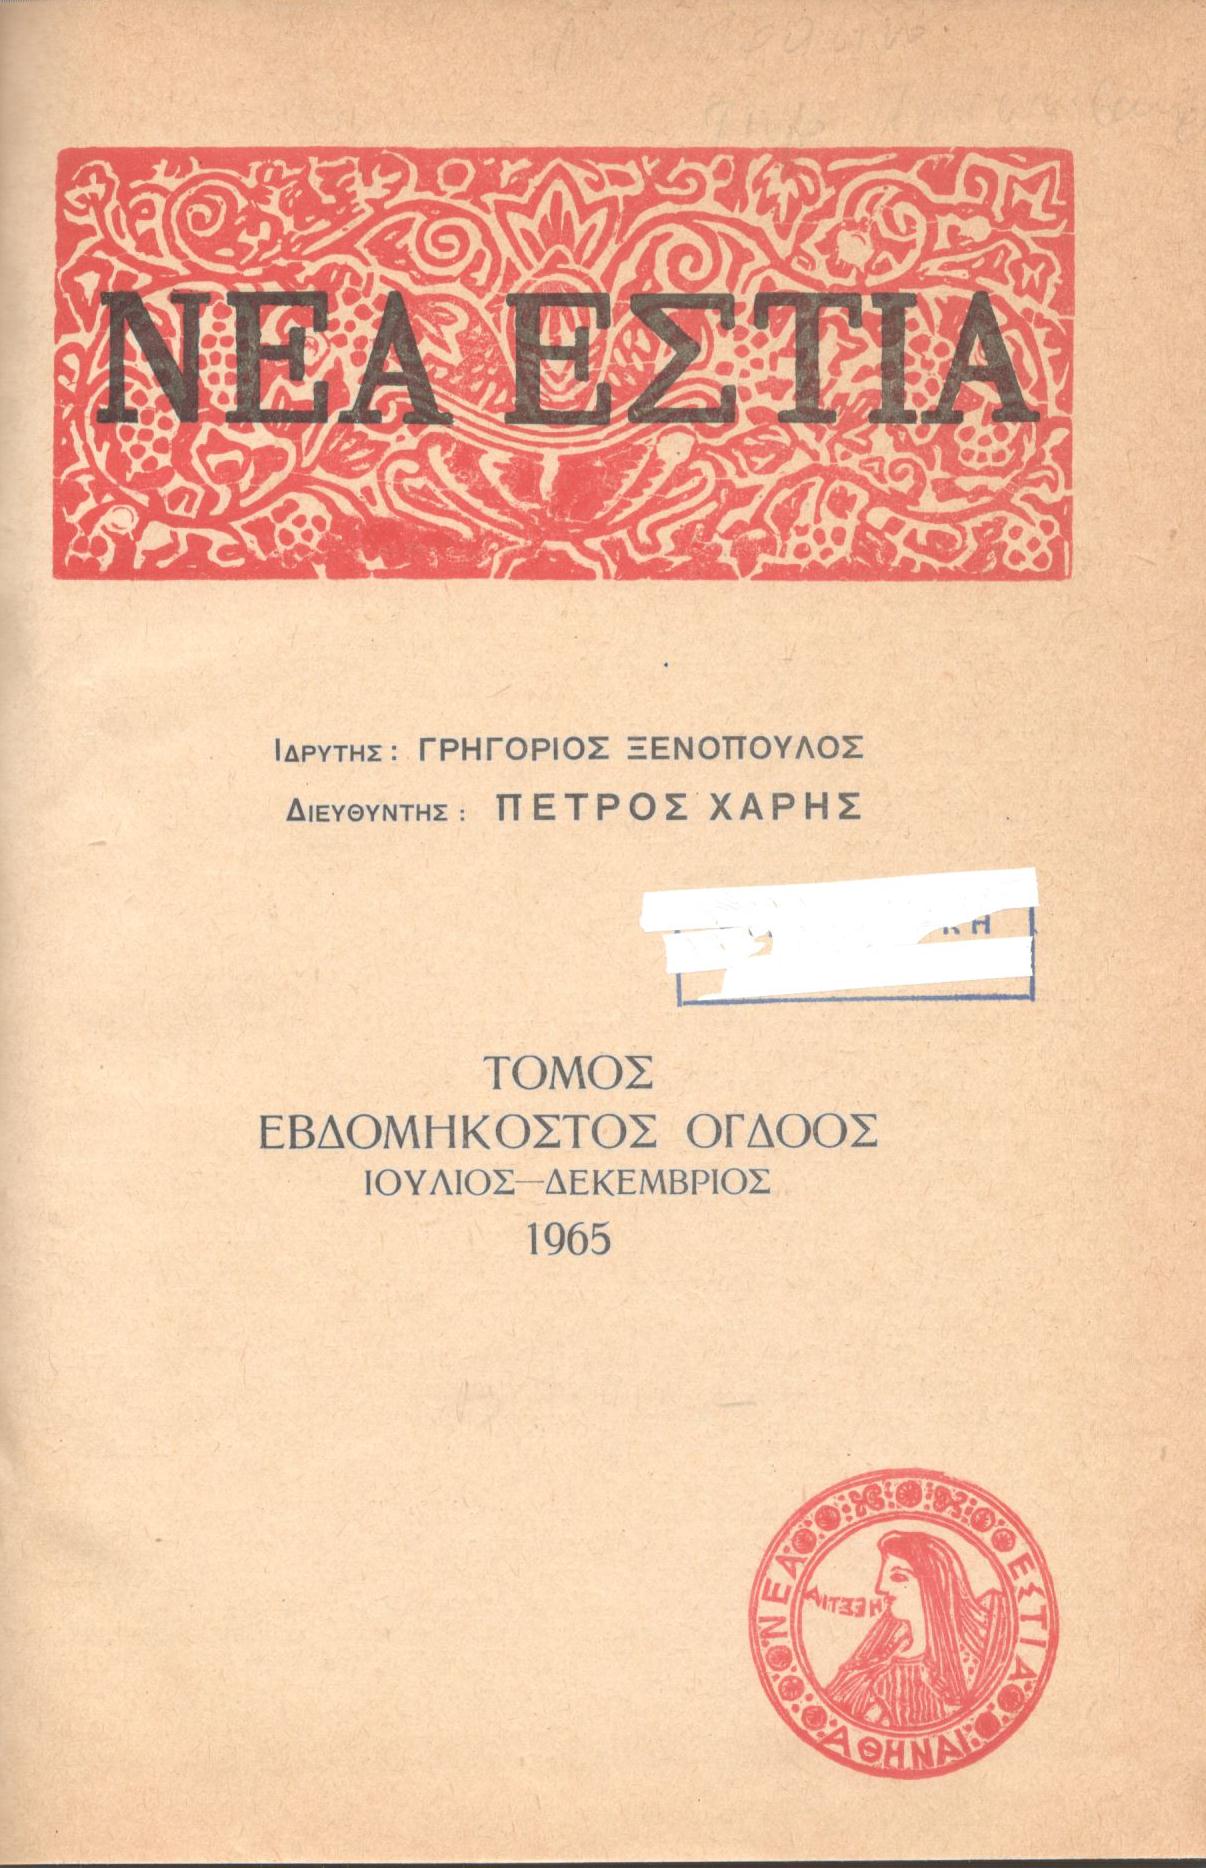 ΝΕΑ ΕΣΤΙΑ
Ιδρυτης: ΓΡΗΓΟΡΙΟΣ ΞΕΝΟΠΟΥΛΟΣ
Διευθυντης: ΠΕΤΡΟΣ ΧΑΡΗΣ
ΤΟΜΟΣ
ΕΒΔΟΜΗΚΟΣΤΟΣ ΟΓΔΟΟΣ
ΙΟΥΛΙΟΣ—ΔΕΚΕΜΒΡΙΟΣ
1965
ΝΕΑ ΕΣΤΙΑ
ΑΘΗΝΑΙ